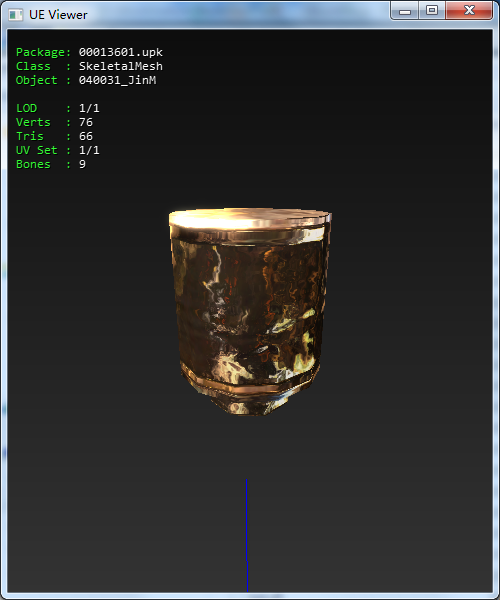 UE Viewer
Package: 00013601.upk
Class  : SkeletalMesh
Object : 040031_JinM
LOD    : 1/1
Verts  : 76
Tris   : 66
UV Set : 1/1
Bones  : 9